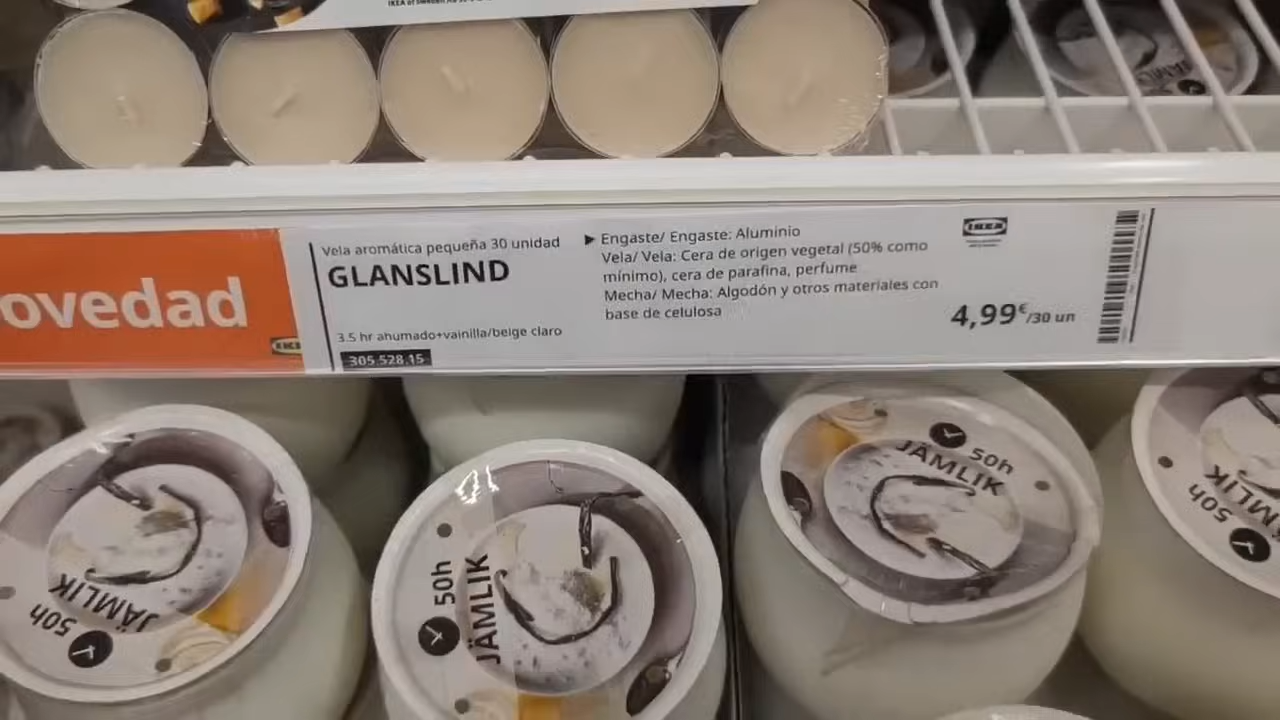 ovedad
IKEA
Vela aromática pequeña 30 unidad
GLANSLIND
3.5 hr ahumado+vainilla/beige claro
305.528.15
▶ Engaste/ Engaste: Aluminio
Vela/ Vela: Cera de origen vegetal (50% como
mínimo), cera de parafina, perfume
Mecha/ Mecha: Algodón y otros materiales con
base de celulosa
IKEA
4,99€/30 un
50h
JÄMLIK
50h
JÄMLIK
50h
JÄMLIK
50h
MLIK